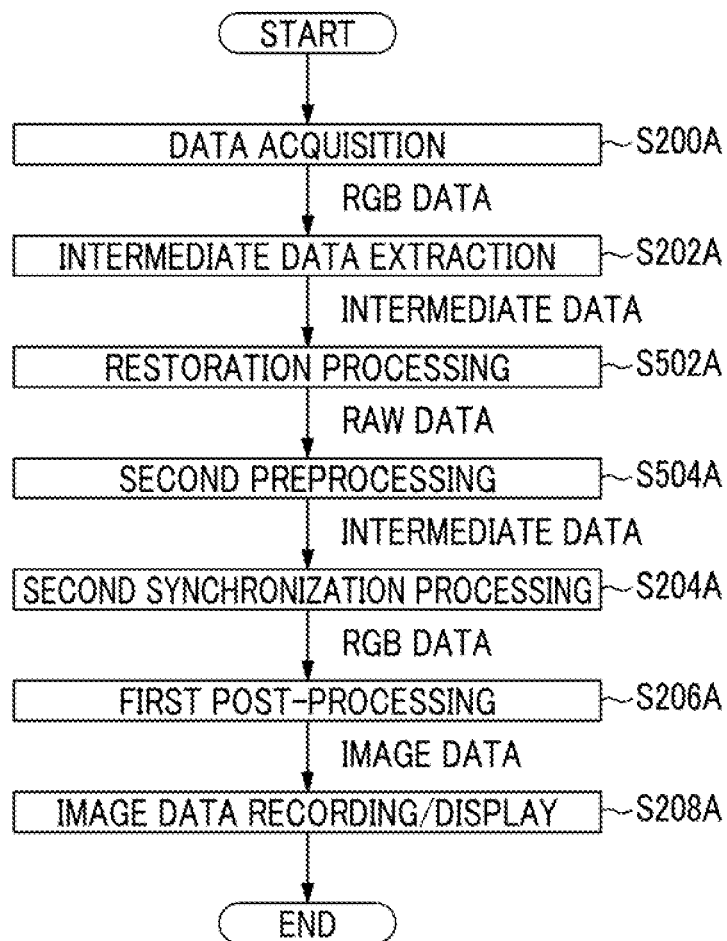 START
DATA ACQUISITION ~S200A
RGB DATA
INTERMEDIATE DATA EXTRACTION ~S202A
INTERMEDIATE DATA
RESTORATION PROCESSING ~S502A
RAW DATA
SECOND PREPROCESSING ~S504A
INTERMEDIATE DATA
SECOND SYNCHRONIZATION PROCESSING ~S204A
RGB DATA
FIRST POST-PROCESSING ~S206A
IMAGE DATA
IMAGE DATA RECORDING/DISPLAY ~S208A
END